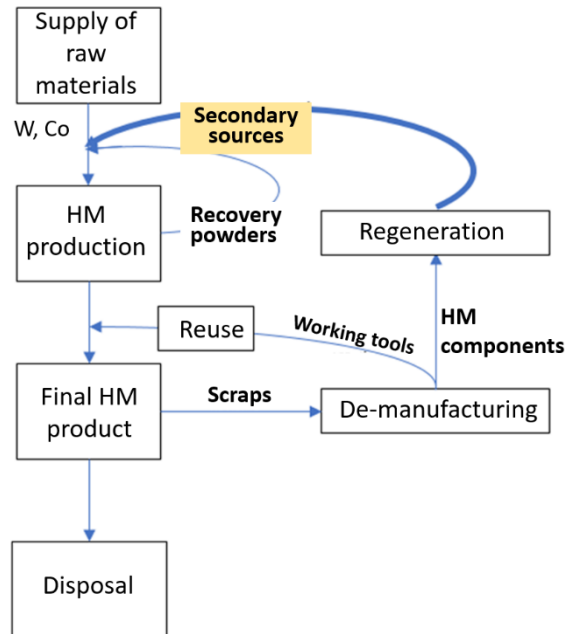 Supply of
raw
materials
W, Co
Secondary
sources
HM
production
Recovery
powders
Regeneration
Reuse
Working tools
HM
components
Final HM
product
Scraps
De-manufacturing
Disposal